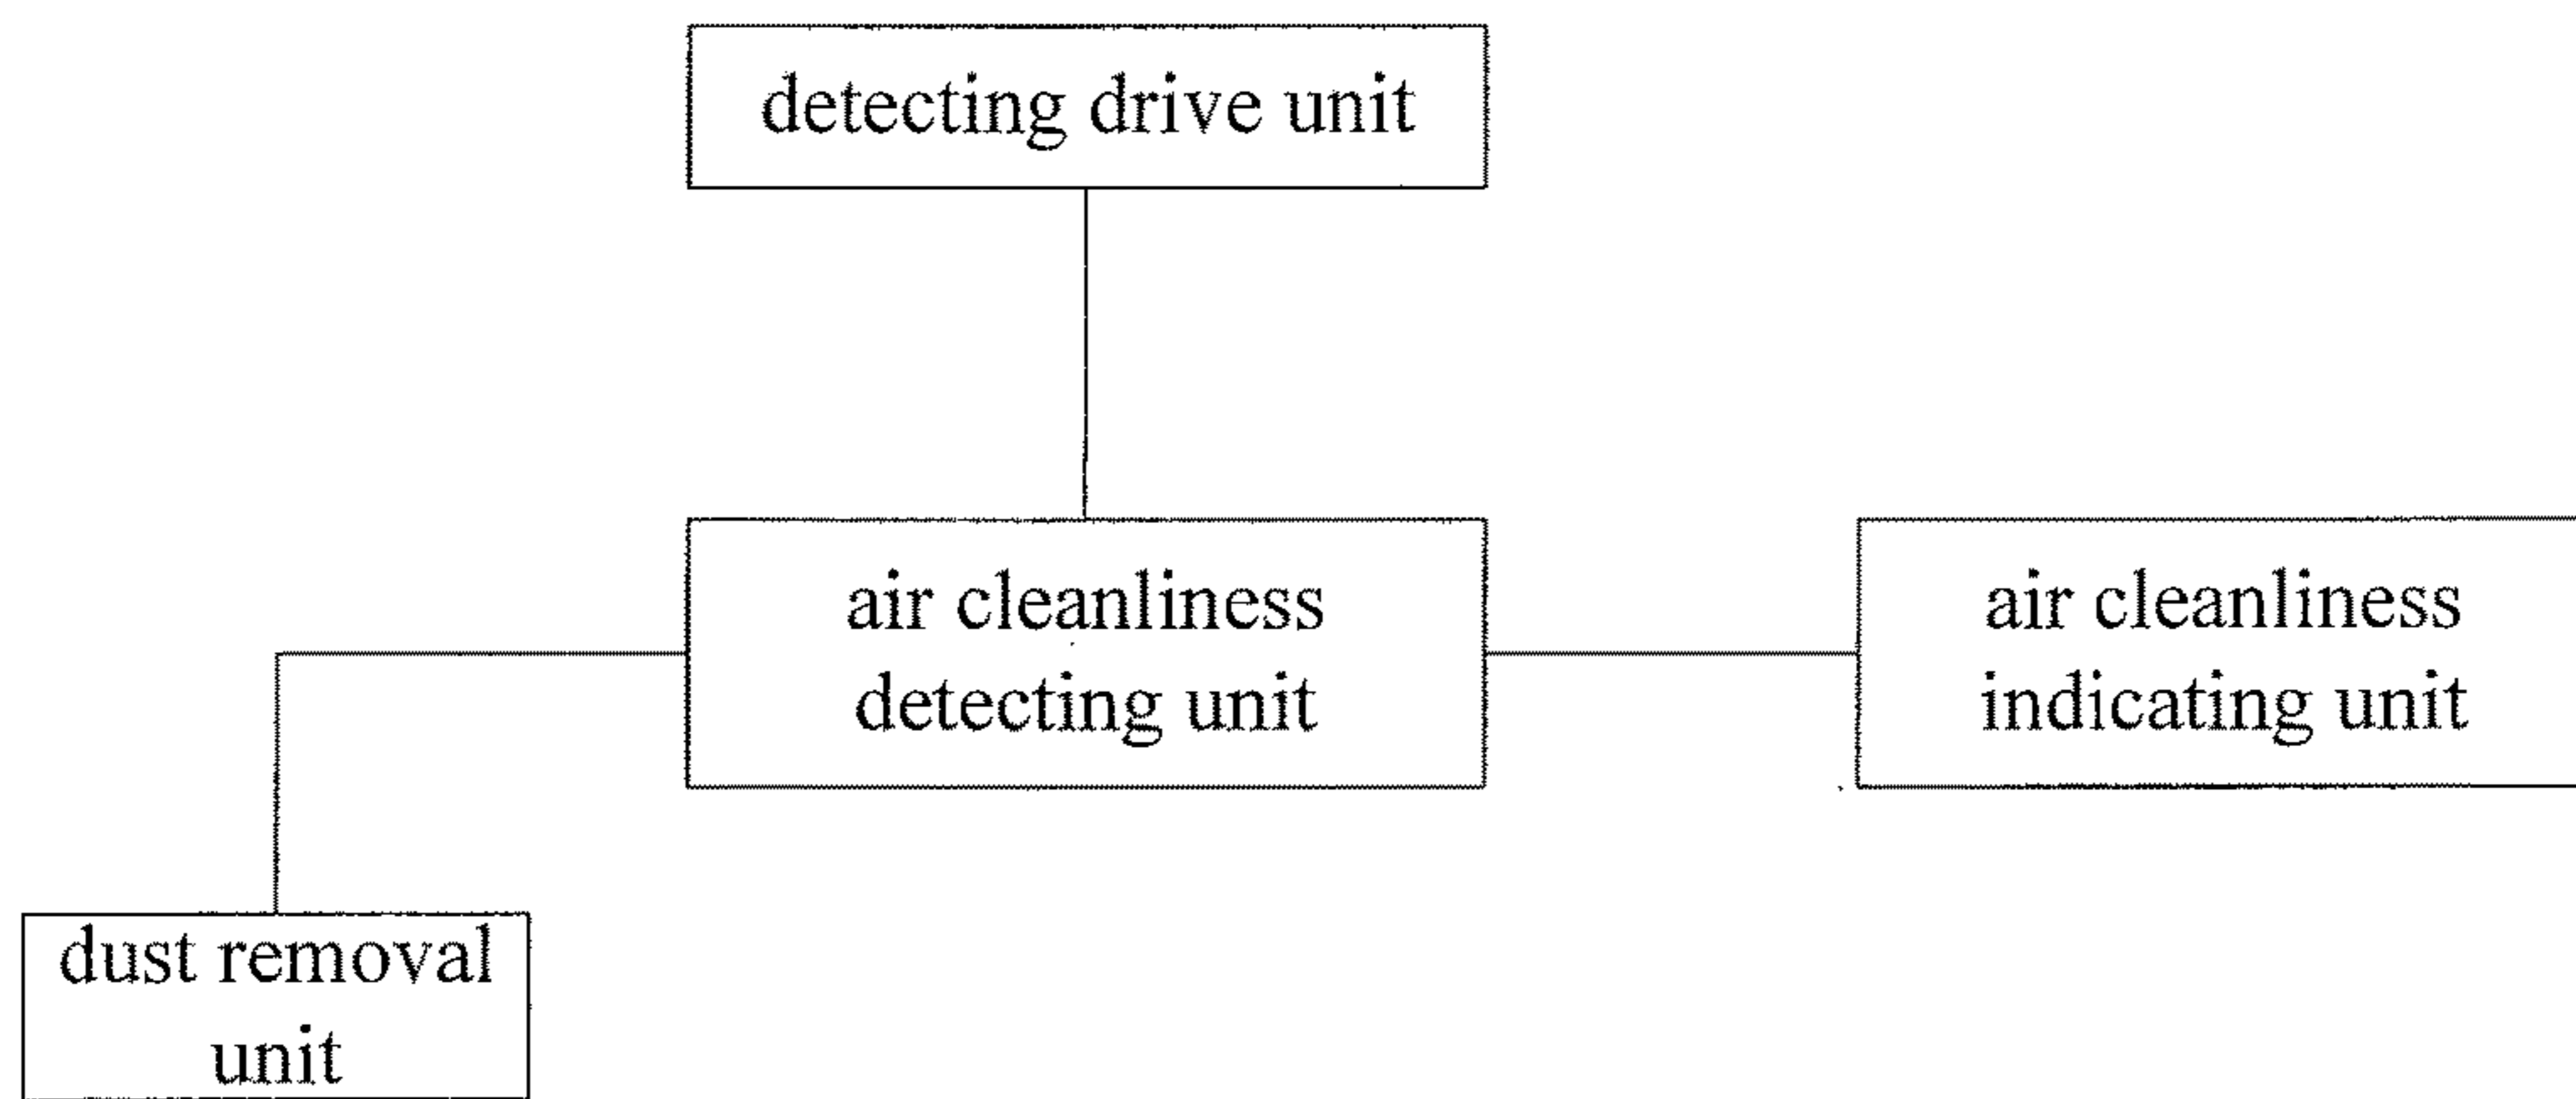 detecting drive unit
air cleanliness
detecting unit
air cleanliness
indicating unit
dust removal
unit